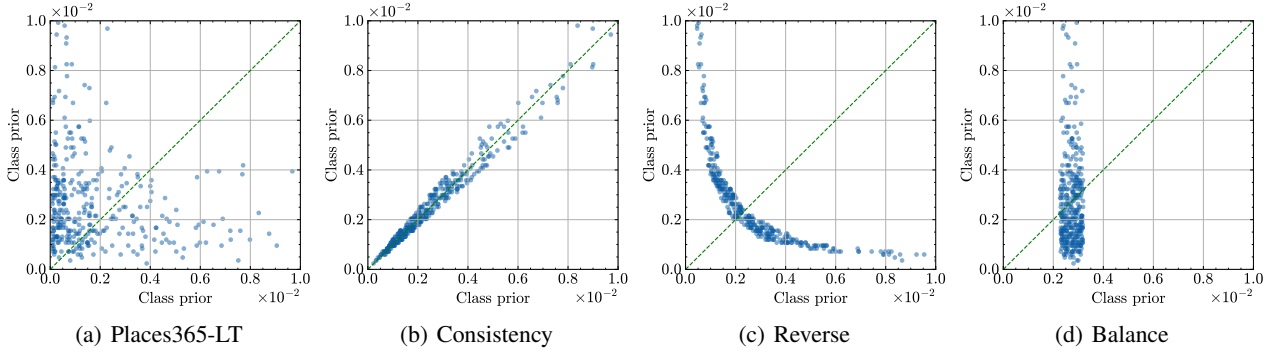 ×10⁻² ×10⁻² ×10⁻² ×10⁻²
1.0 1.0 1.0 1.0
0.8 0.8 0.8 0.8
0.6 0.6 0.6 0.6
Class prior Class prior Class prior Class prior
0.4 0.4 0.4 0.4
0.2 0.2 0.2 0.2
0.0 0.0 0.0 0.0
0.0 0.2 0.4 0.6 0.8 1.0 0.0 0.2 0.4 0.6 0.8 1.0 0.0 0.2 0.4 0.6 0.8 1.0 0.0 0.2 0.4 0.6 0.8 1.0
Class prior ×10⁻² Class prior ×10⁻² Class prior ×10⁻² Class prior ×10⁻²
(a) Places365-LT (b) Consistency (c) Reverse (d) Balance